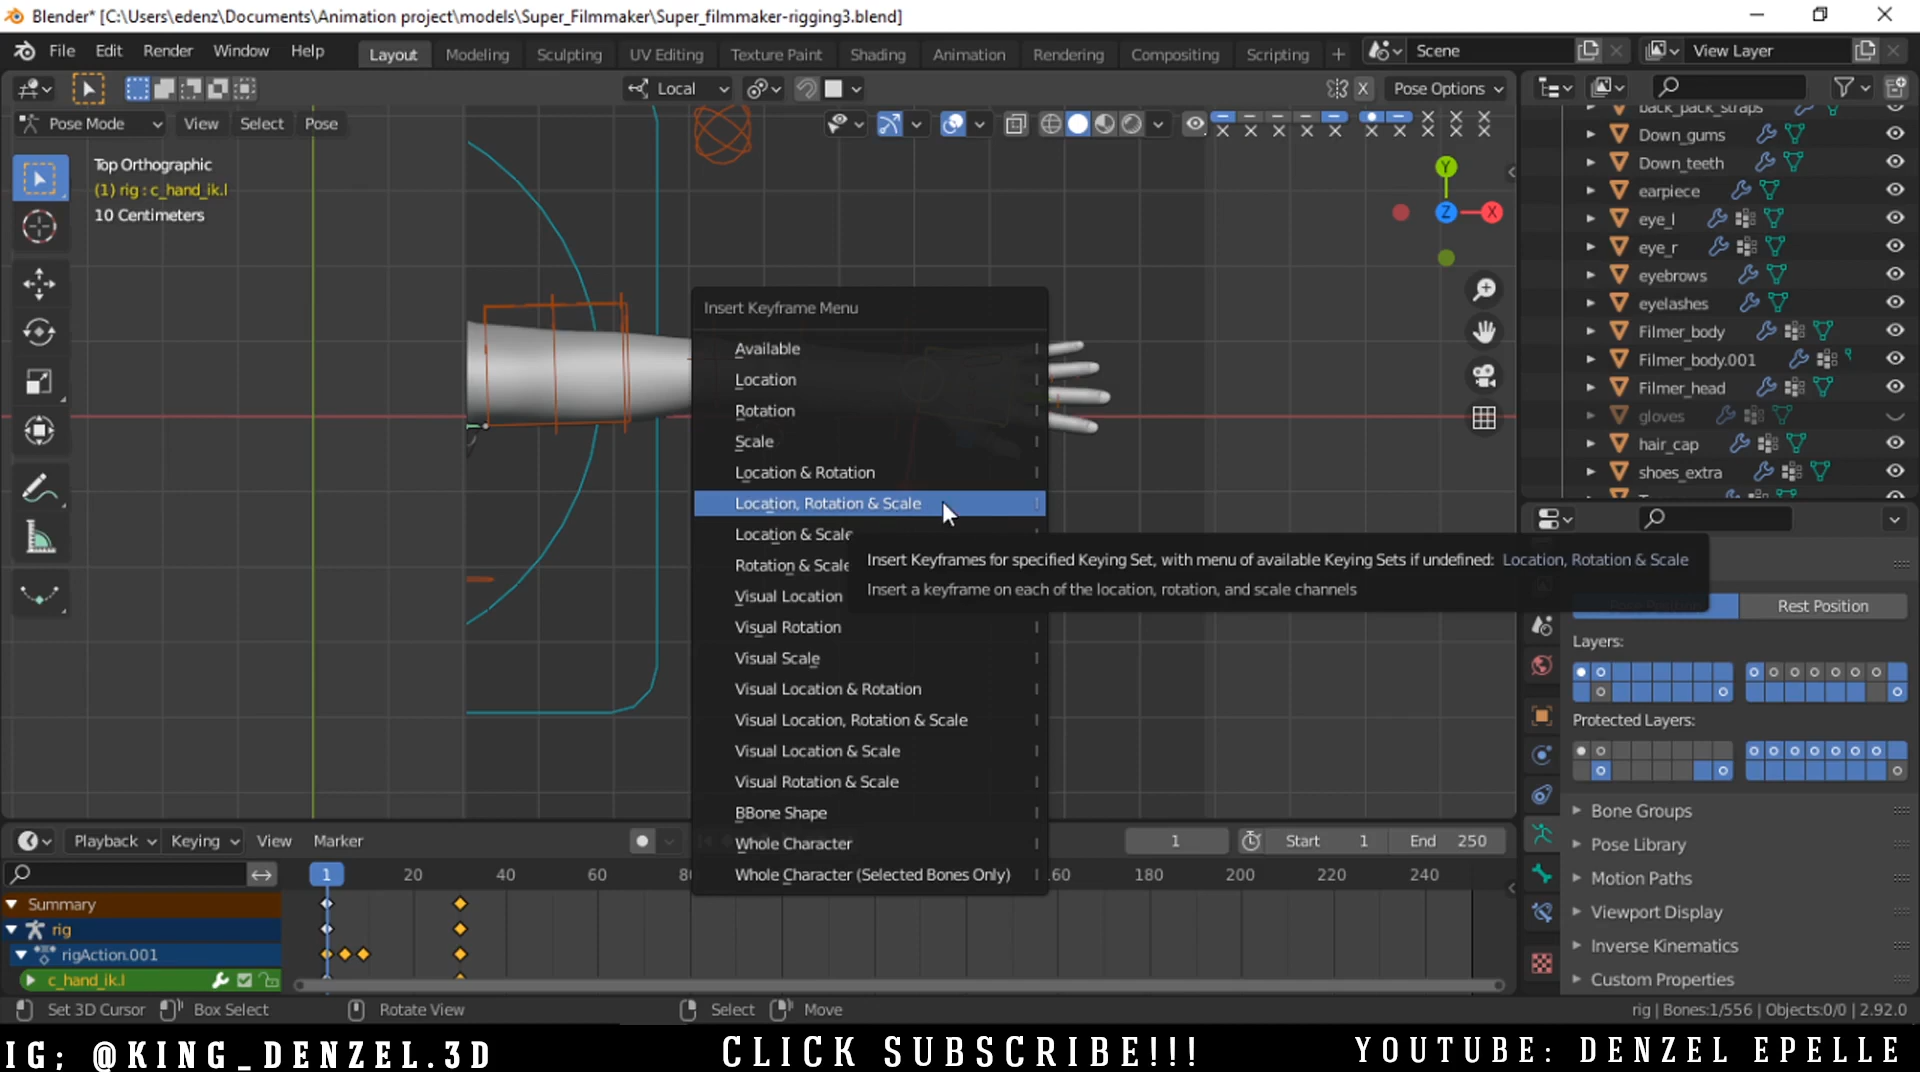 Blender* [C:\Users\edenz\Documents\Animation project\models\Super_Filmmaker\Super_filmmaker-rigging3.blend]
File Edit Render Window Help
Layout Modeling Sculpting UV Editing Texture Paint Shading Animation Rendering Compositing Scripting +
Scene
View Layer
Local
X
Pose Options
Pose Mode View Select Pose
Top Orthographic
(1) rig : c_hand_ik.l
10 Centimeters
Y
Z
X
back_pack_straps
Down_gums
Down_teeth
earpiece
eye_l
eye_r
eyebrows
eyelashes
Filmer_body
Filmer_body.001
Filmer_head
gloves
hair_cap
shoes_extra
Insert Keyframe Menu
Available I
Location I
Rotation I
Scale I
Location & Rotation I
Location, Rotation & Scale I
Location & Scale
Rotation & Scale
Visual Location
Visual Rotation I
Visual Scale I
Visual Location & Rotation I
Visual Location, Rotation & Scale I
Visual Location & Scale I
Visual Rotation & Scale I
BBone Shape I
Whole Character I
Whole Character (Selected Bones Only) I
Insert Keyframes for specified Keying Set, with menu of available Keying Sets if undefined: Location, Rotation & Scale
Insert a keyframe on each of the location, rotation, and scale channels
Rest Position
Layers:
Protected Layers:
Bone Groups
Pose Library
Motion Paths
Viewport Display
Inverse Kinematics
Custom Properties
Playback Keying View Marker
1 Start 1 End 250
1 20 40 60 8 60 180 200 220 240
Summary
rig
rigAction.001
c_hand_ik.l
Set 3D Cursor Box Select Rotate View Select Move
rig | Bones:1/556 | Objects:0/0 | 2.92.0
IG; @KING_DENZEL.3D CLICK SUBSCRIBE!!! YOUTUBE: DENZEL EPELLE